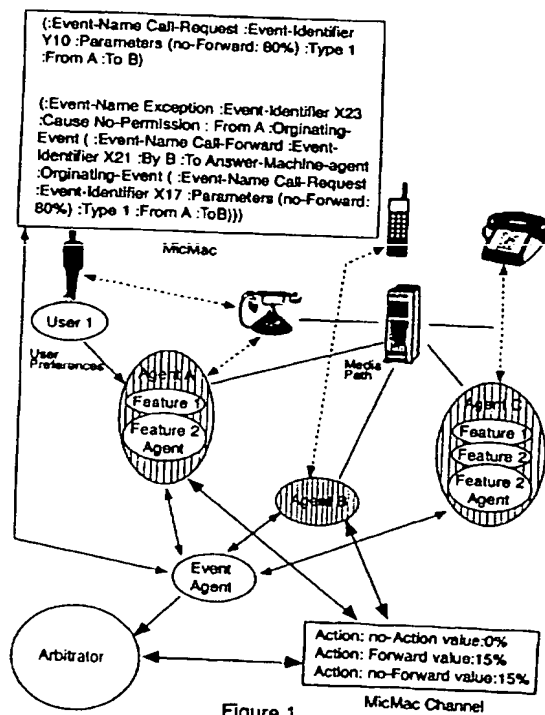 (:Event-Name Call-Request :Event-Identifier
Y10 :Parameters (no-Forward: 80%) :Type 1
:From A :To B)
(:Event-Name Exception :Event-Identifier X23
:Cause No-Permission : From A :Orginating-
Event ( :Event-Name Call-Forward :Event-
Identifier X21 :By B :To Answer-Machine-agent
:Orginating-Event ( :Event-Name Call-Request
:Event-Identifier X17 :Parameters (no-Forward:
80%) :Type 1 :From A :ToB)))
MicMac
User 1
User
Preferences
Media
Path
Agent A
Feature 1
Feature 2
Agent
Agent C
Feature 1
Feature 2
Feature 2
Agent
Agent B
Event
Agent
Arbitrator
Action: no-Action value:0%
Action: Forward value:15%
Action: no-Forward value:15%
MicMac Channel
Figure 1